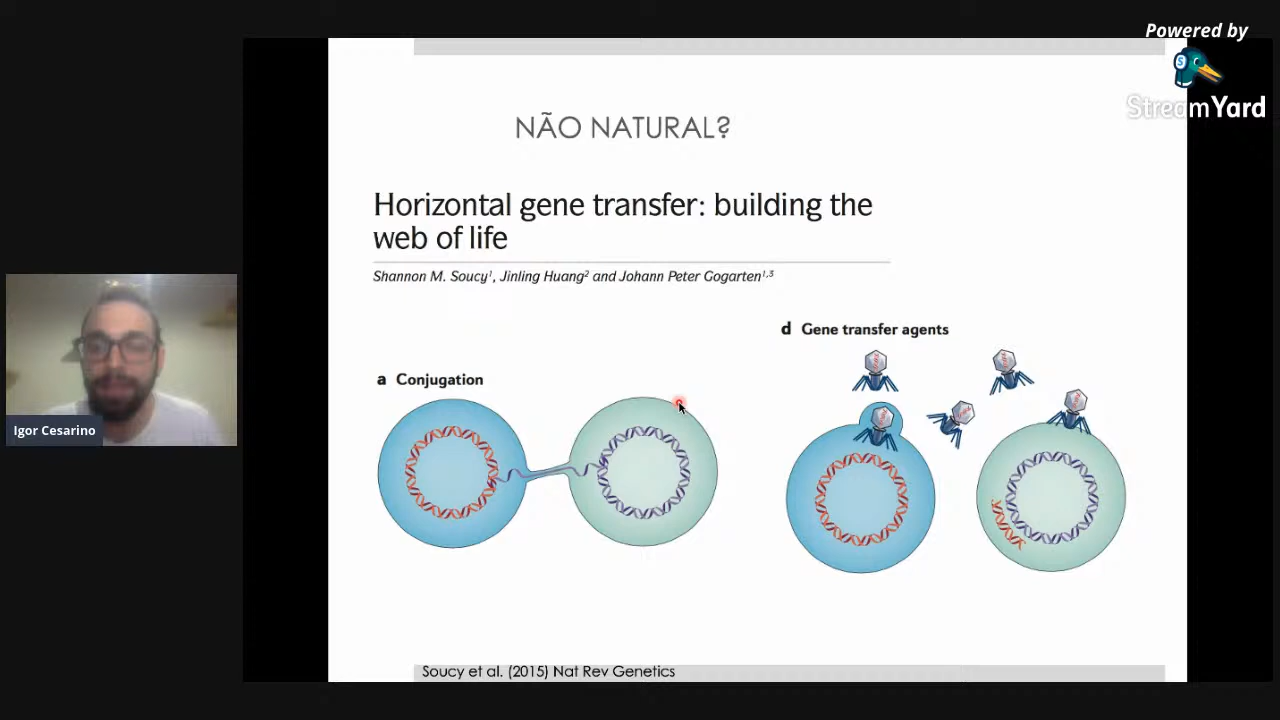 Powered by
StreamYard
NÃO NATURAL?
Horizontal gene transfer: building the
web of life
Shannon M. Soucy¹, Jinling Huang² and Johann Peter Gogarten¹,³
d Gene transfer agents
a Conjugation
Igor Cesarino
Soucy et al. (2015) Nat Rev Genetics